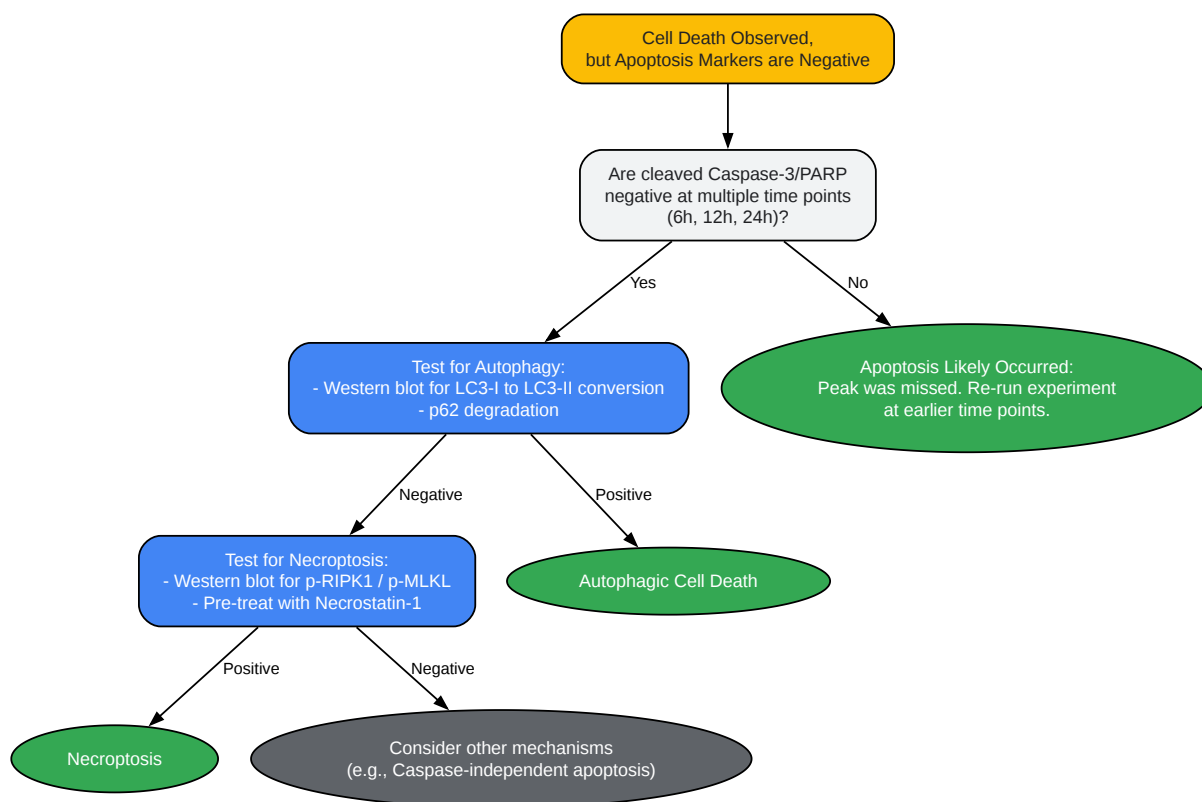 Cell Death Observed,
but Apoptosis Markers are Negative
Are cleaved Caspase-3/PARP
negative at multiple time points
(6h, 12h, 24h)?
Yes
No
Test for Autophagy:
- Western blot for LC3-I to LC3-II conversion
- p62 degradation
Apoptosis Likely Occurred:
Peak was missed. Re-run experiment
at earlier time points.
Negative
Positive
Test for Necroptosis:
- Western blot for p-RIPK1 / p-MLKL
- Pre-treat with Necrostatin-1
Autophagic Cell Death
Positive
Negative
Necroptosis
Consider other mechanisms
(e.g., Caspase-independent apoptosis)